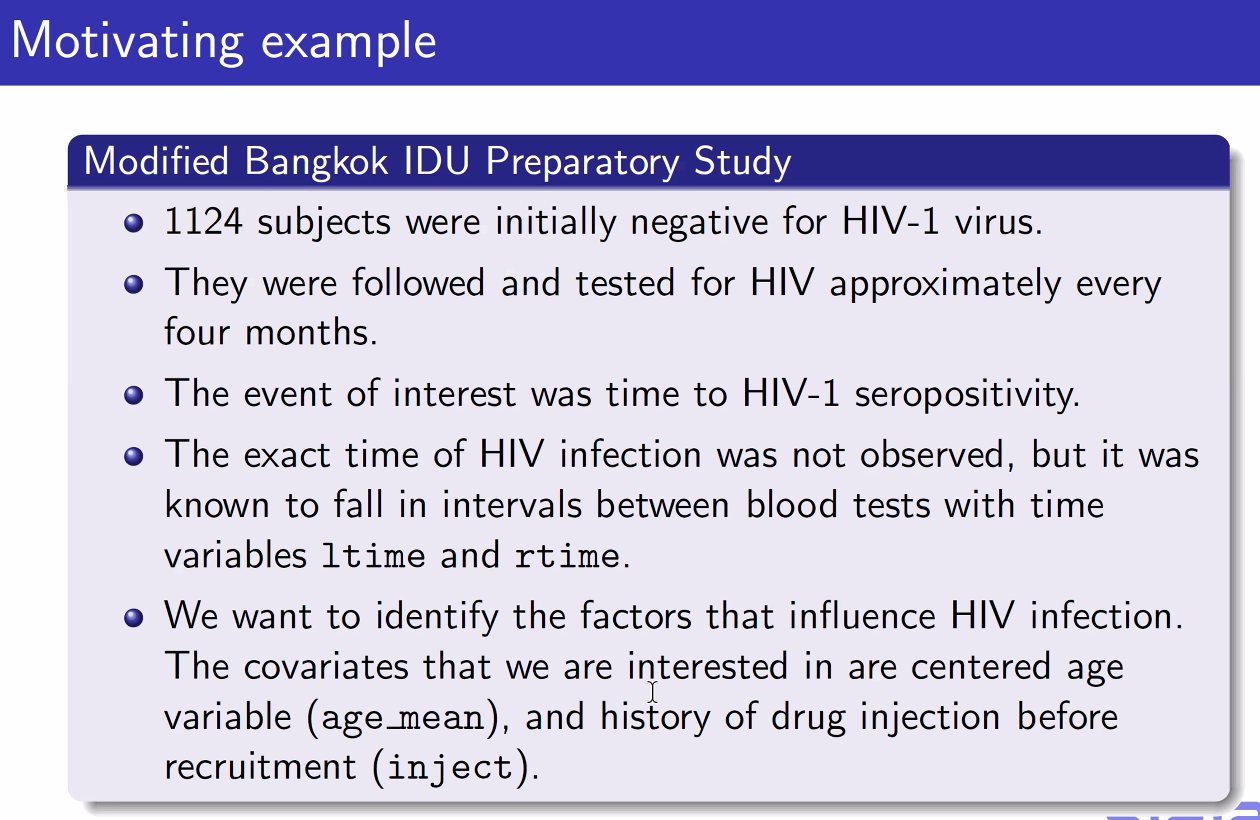 Motivating example
Modified Bangkok IDU Preparatory Study
1124 subjects were initially negative for HIV-1 virus.
They were followed and tested for HIV approximately every
four months.
The event of interest was time to HIV-1 seropositivity.
The exact time of HIV infection was not observed, but it was
known to fall in intervals between blood tests with time
variables ltime and rtime.
We want to identify the factors that influence HIV infection.
The covariates that we are interested in are centered age
variable (age_mean), and history of drug injection before
recruitment (inject).